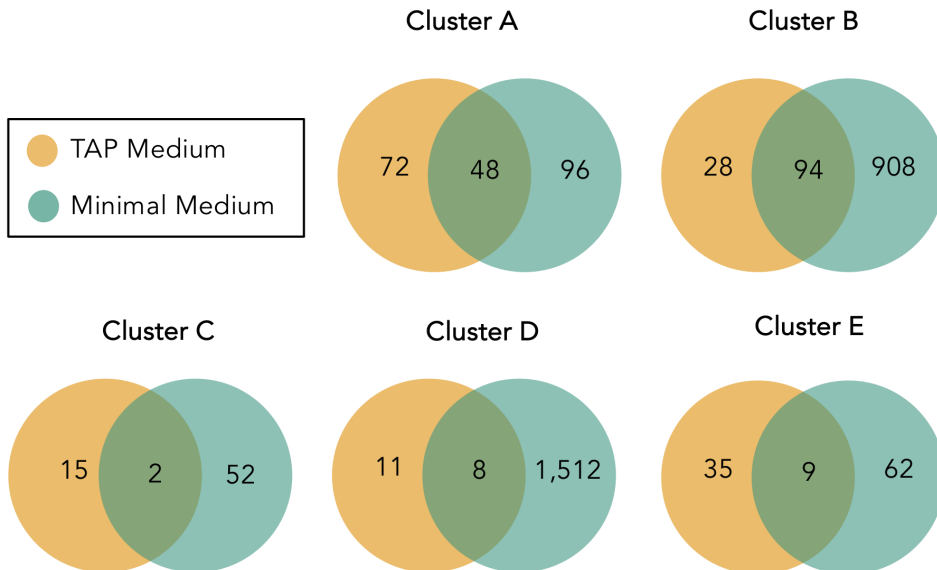 Cluster A
Cluster B
TAP Medium
Minimal Medium
72 48 96
28 94 908
Cluster C
Cluster D
Cluster E
15 2 52
11 8 1,512
35 9 62